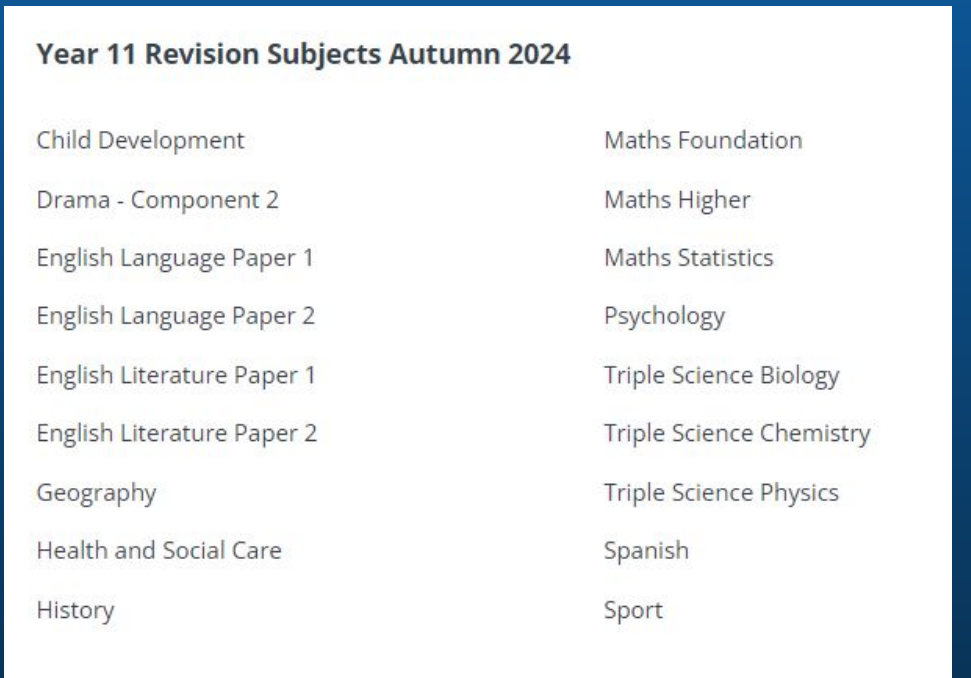 Year 11 Revision Subjects Autumn 2024
Child Development
Drama - Component 2
English Language Paper 1
English Language Paper 2
English Literature Paper 1
English Literature Paper 2
Geography
Health and Social Care
History
Maths Foundation
Maths Higher
Maths Statistics
Psychology
Triple Science Biology
Triple Science Chemistry
Triple Science Physics
Spanish
Sport